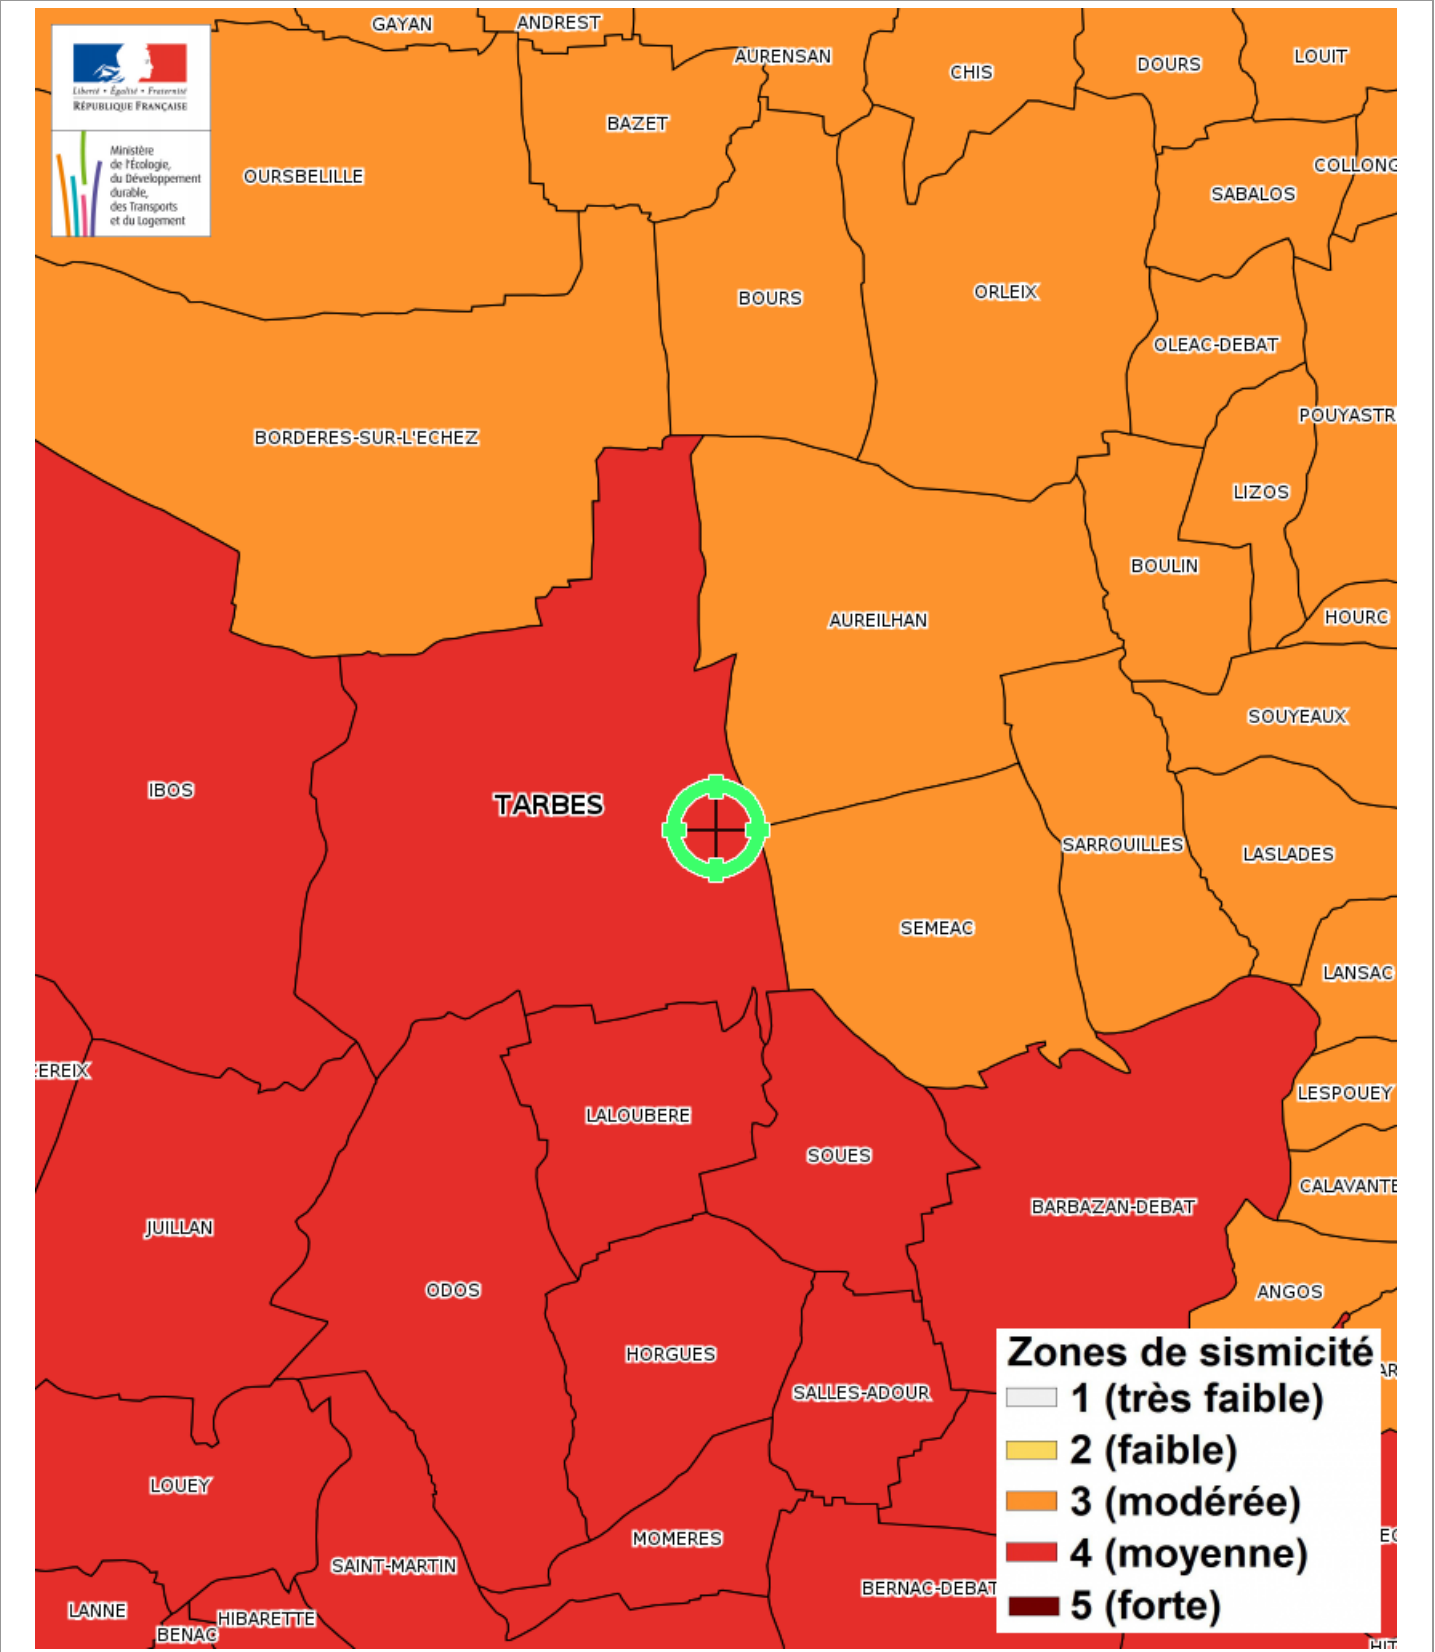 GAYAN
ANDREST
AURENSAN
CHIS
DOURS
LOUIT
Liberté • Égalité • Fraternité
RÉPUBLIQUE FRANÇAISE
BAZET
Ministère
de l'Écologie,
du Développement
durable,
des Transports
et du Logement
OURSBELILLE
COLLONG
SABALOS
BOURS
ORLEIX
OLEAC-DEBAT
POUYASTR
BORDERES-SUR-L'ECHEZ
LIZOS
BOULIN
AUREILHAN
HOURC
SOUYEAUX
IBOS
TARBES
SARROUILLES
LASLADES
SEMEAC
LANSAC
EREIX
LESPOUEY
LALOUBERE
SOUES
CALAVANTE
BARBAZAN-DEBAT
JUILLAN
ODOS
ANGOS
HORGUES
SALLES-ADOUR
AR
Zones de sismicité
1 (très faible)
2 (faible)
3 (modérée)
4 (moyenne)
5 (forte)
LOUEY
MOMERES
SAINT-MARTIN
BERNAC-DEBAT
LANNE
HIBARETTE
BENAC